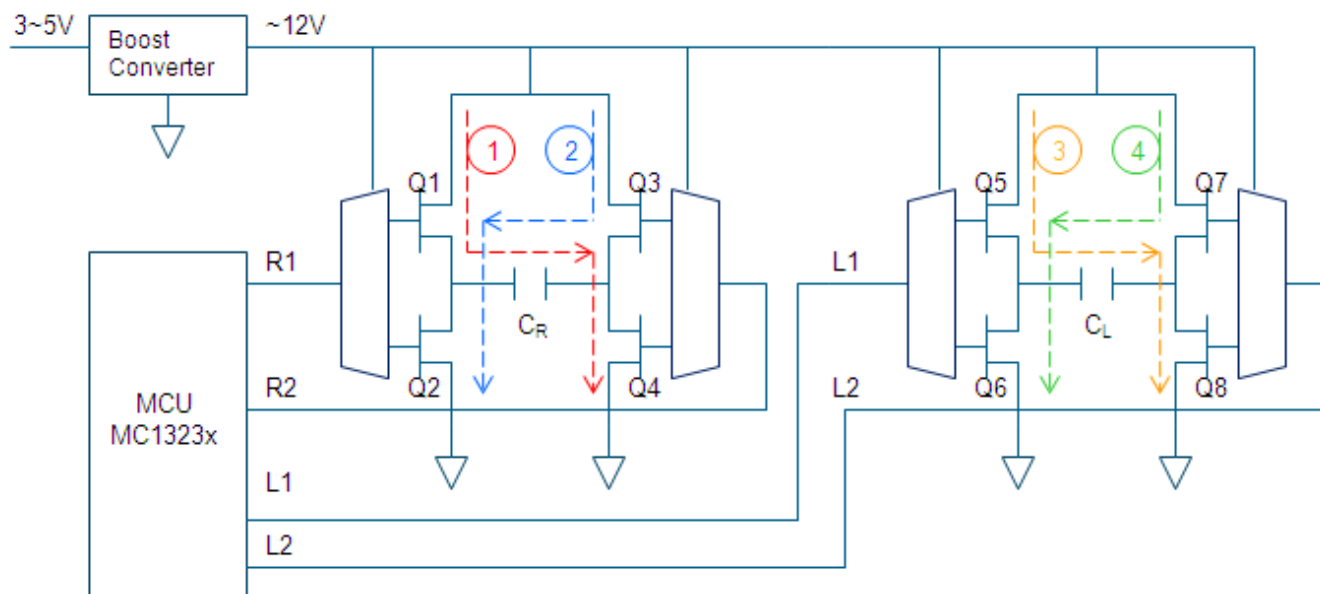 3~5V
Boost
Converter
~12V
1
2
3
4
Q1
Q3
Q5
Q7
R1
L1
CR
CL
Q2
Q4
Q6
Q8
R2
L2
MCU
MC1323x
L1
L2